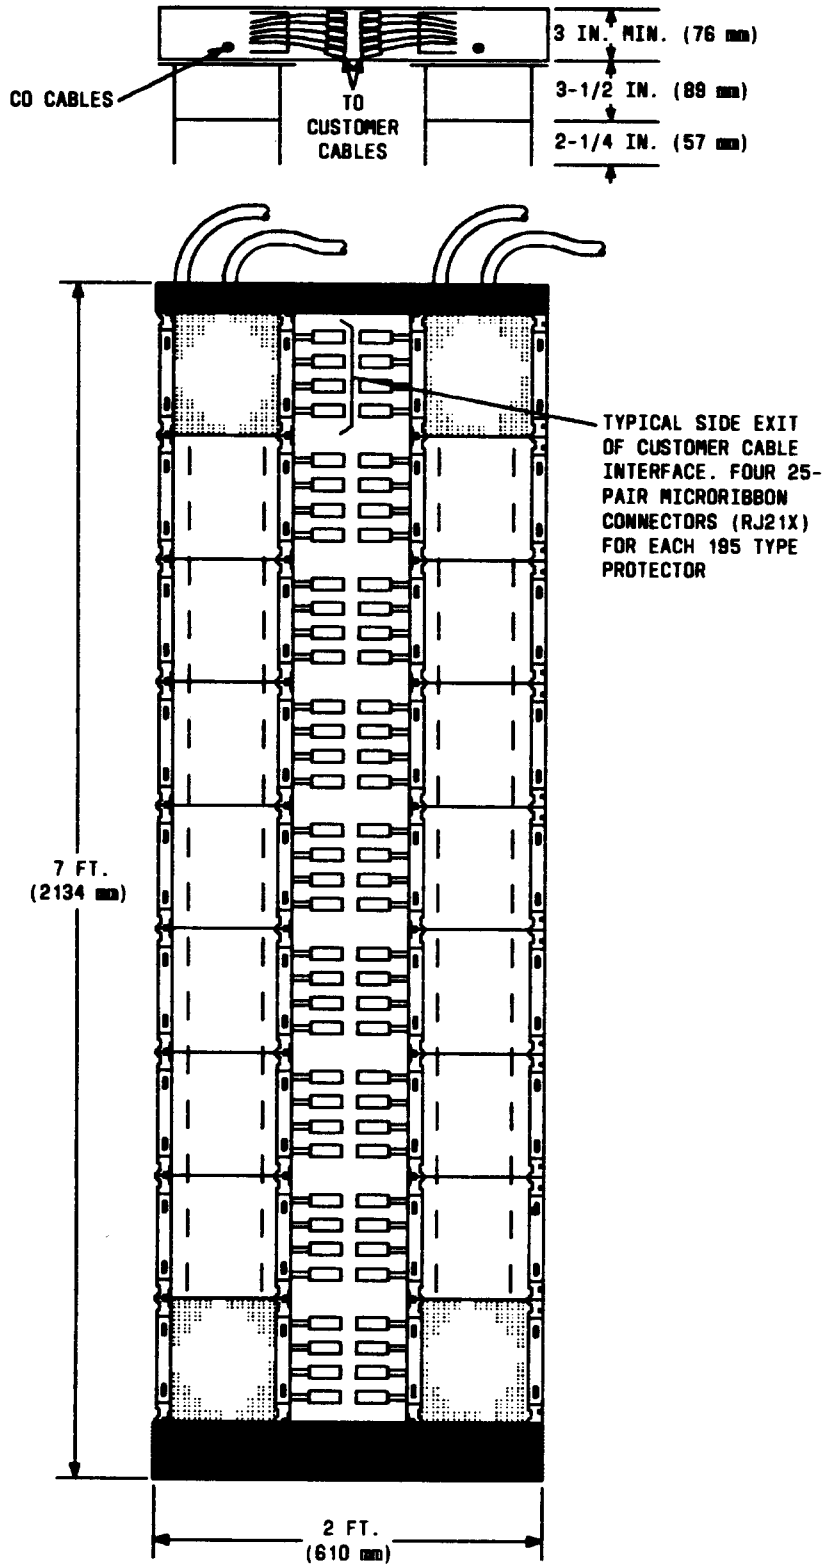 3 IN. MIN. (76 mm)
CO CABLES
TO
CUSTOMER
CABLES
3-1/2 IN. (89 mm)
2-1/4 IN. (57 mm)
TYPICAL SIDE EXIT
OF CUSTOMER CABLE
INTERFACE. FOUR 25-
PAIR MICRORIBBON
CONNECTORS (RJ21X)
FOR EACH 195 TYPE
PROTECTOR
7 FT.
(2134 mm)
2 FT.
(610 mm)